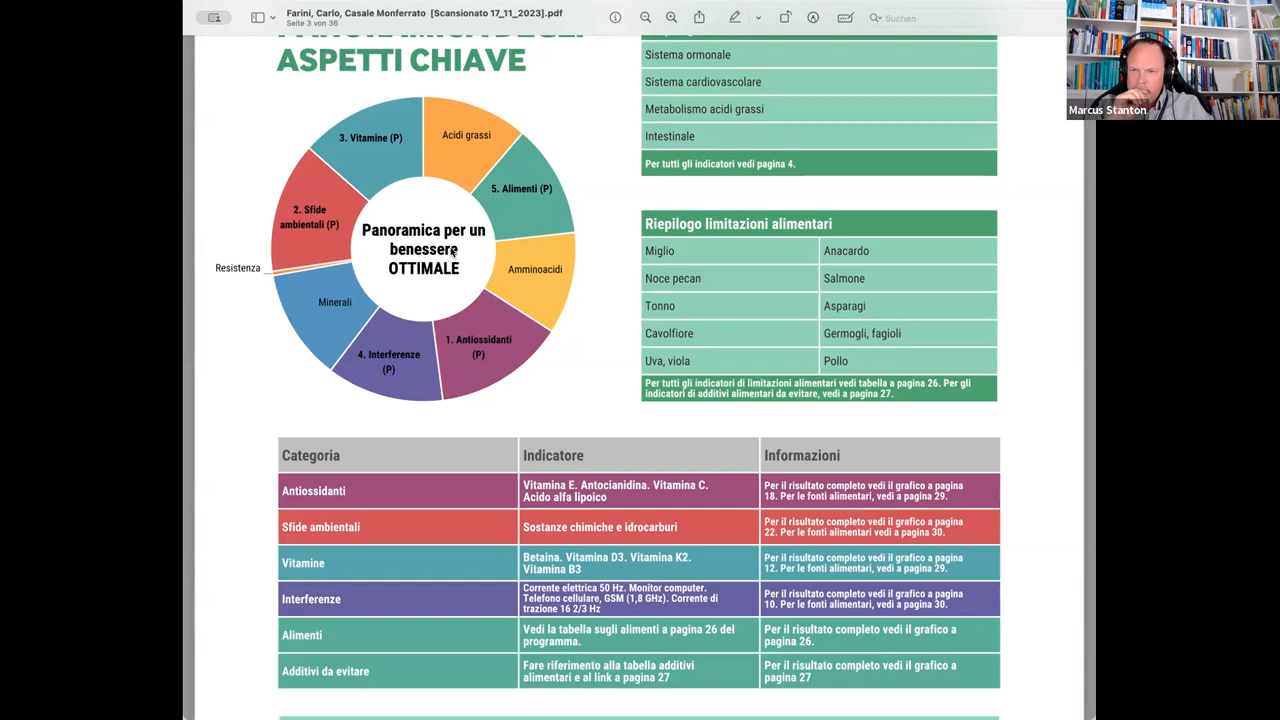 Farini, Carlo, Casale Monferrato [Scansionato 17_11_2023].pdf
Seite 3 von 36
Suchen
Marcus Stanton
PANORAMICA DEGLI
ASPETTI CHIAVE
3. Vitamine (P)
Acidi grassi
5. Alimenti (P)
2. Sfide
ambientali (P)
Panoramica per un
benessere
OTTIMALE
Resistenza
Amminoacidi
Minerali
4. Interferenze
(P)
1. Antiossidanti
(P)
Sistema ormonale
Sistema cardiovascolare
Metabolismo acidi grassi
Intestinale
Per tutti gli indicatori vedi pagina 4.
Riepilogo limitazioni alimentari
Miglio Anacardo
Noce pecan Salmone
Tonno Asparagi
Cavolfiore Germogli, fagioli
Uva, viola Pollo
Per tutti gli indicatori di limitazioni alimentari vedi tabella a pagina 26. Per gli
indicatori di additivi alimentari da evitare, vedi a pagina 27.
Categoria Indicatore Informazioni
Antiossidanti
Vitamina E. Antocianidina. Vitamina C.
Acido alfa lipoico
Per il risultato completo vedi il grafico a pagina
18. Per le fonti alimentari, vedi a pagina 29.
Sfide ambientali
Sostanze chimiche e idrocarburi
Per il risultato completo vedi il grafico a pagina
22. Per le fonti alimentari vedi a pagina 30.
Vitamine
Betaina. Vitamina D3. Vitamina K2.
Vitamina B3
Per il risultato completo vedi il grafico a pagina
12. Per le fonti alimentari, vedi a pagina 29.
Interferenze
Corrente elettrica 50 Hz. Monitor computer.
Telefono cellulare, GSM (1,8 GHz). Corrente di
trazione 16 2/3 Hz
Per il risultato completo vedi il grafico a pagina
10. Per le fonti alimentari, vedi a pagina 30.
Alimenti
Vedi la tabella sugli alimenti a pagina 26 del
programma.
Per il risultato completo vedi il grafico a
pagina 26.
Additivi da evitare
Fare riferimento alla tabella additivi
alimentari e al link a pagina 27
Per il risultato completo vedi il grafico a
pagina 27